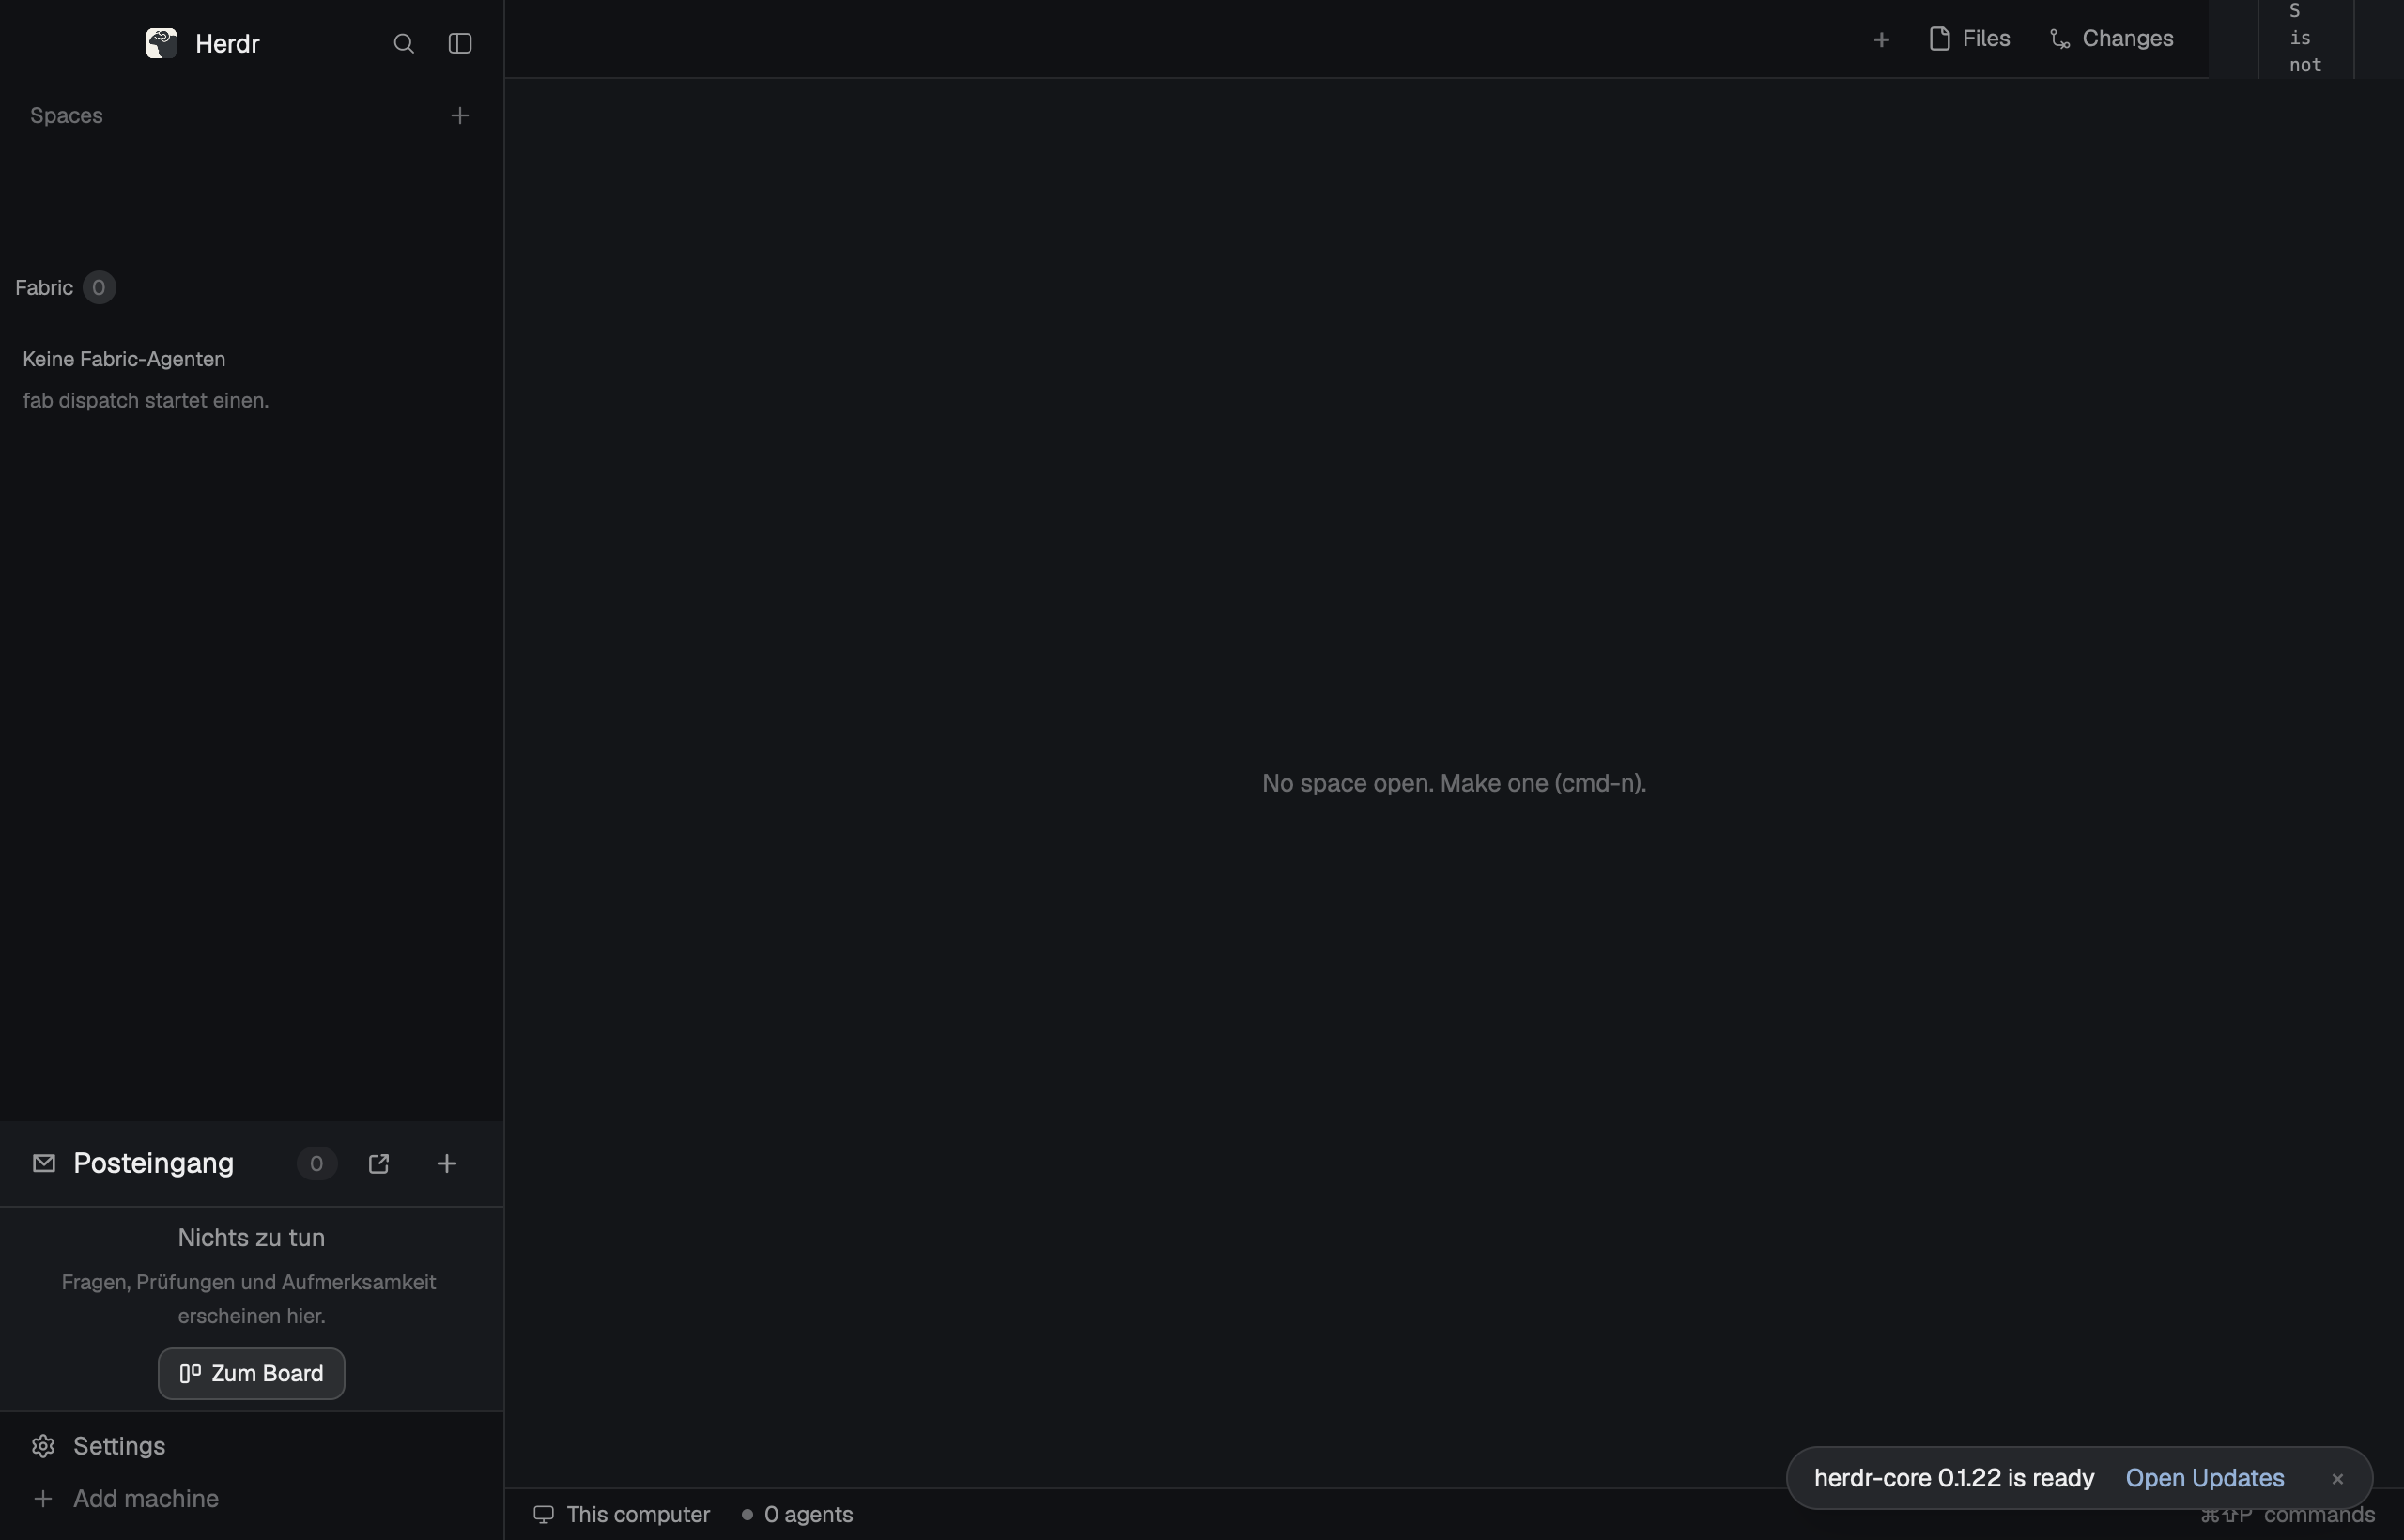 Herdr
Files
Changes
S
is
not
Spaces
Fabric 0
Keine Fabric-Agenten
fab dispatch startet einen.
No space open. Make one (cmd-n).
Posteingang 0
Nichts zu tun
Fragen, Prüfungen und Aufmerksamkeit
erscheinen hier.
Zum Board
Settings
Add machine
herdr-core 0.1.22 is ready Open Updates ×
This computer 0 agents
⌘⇧P commands